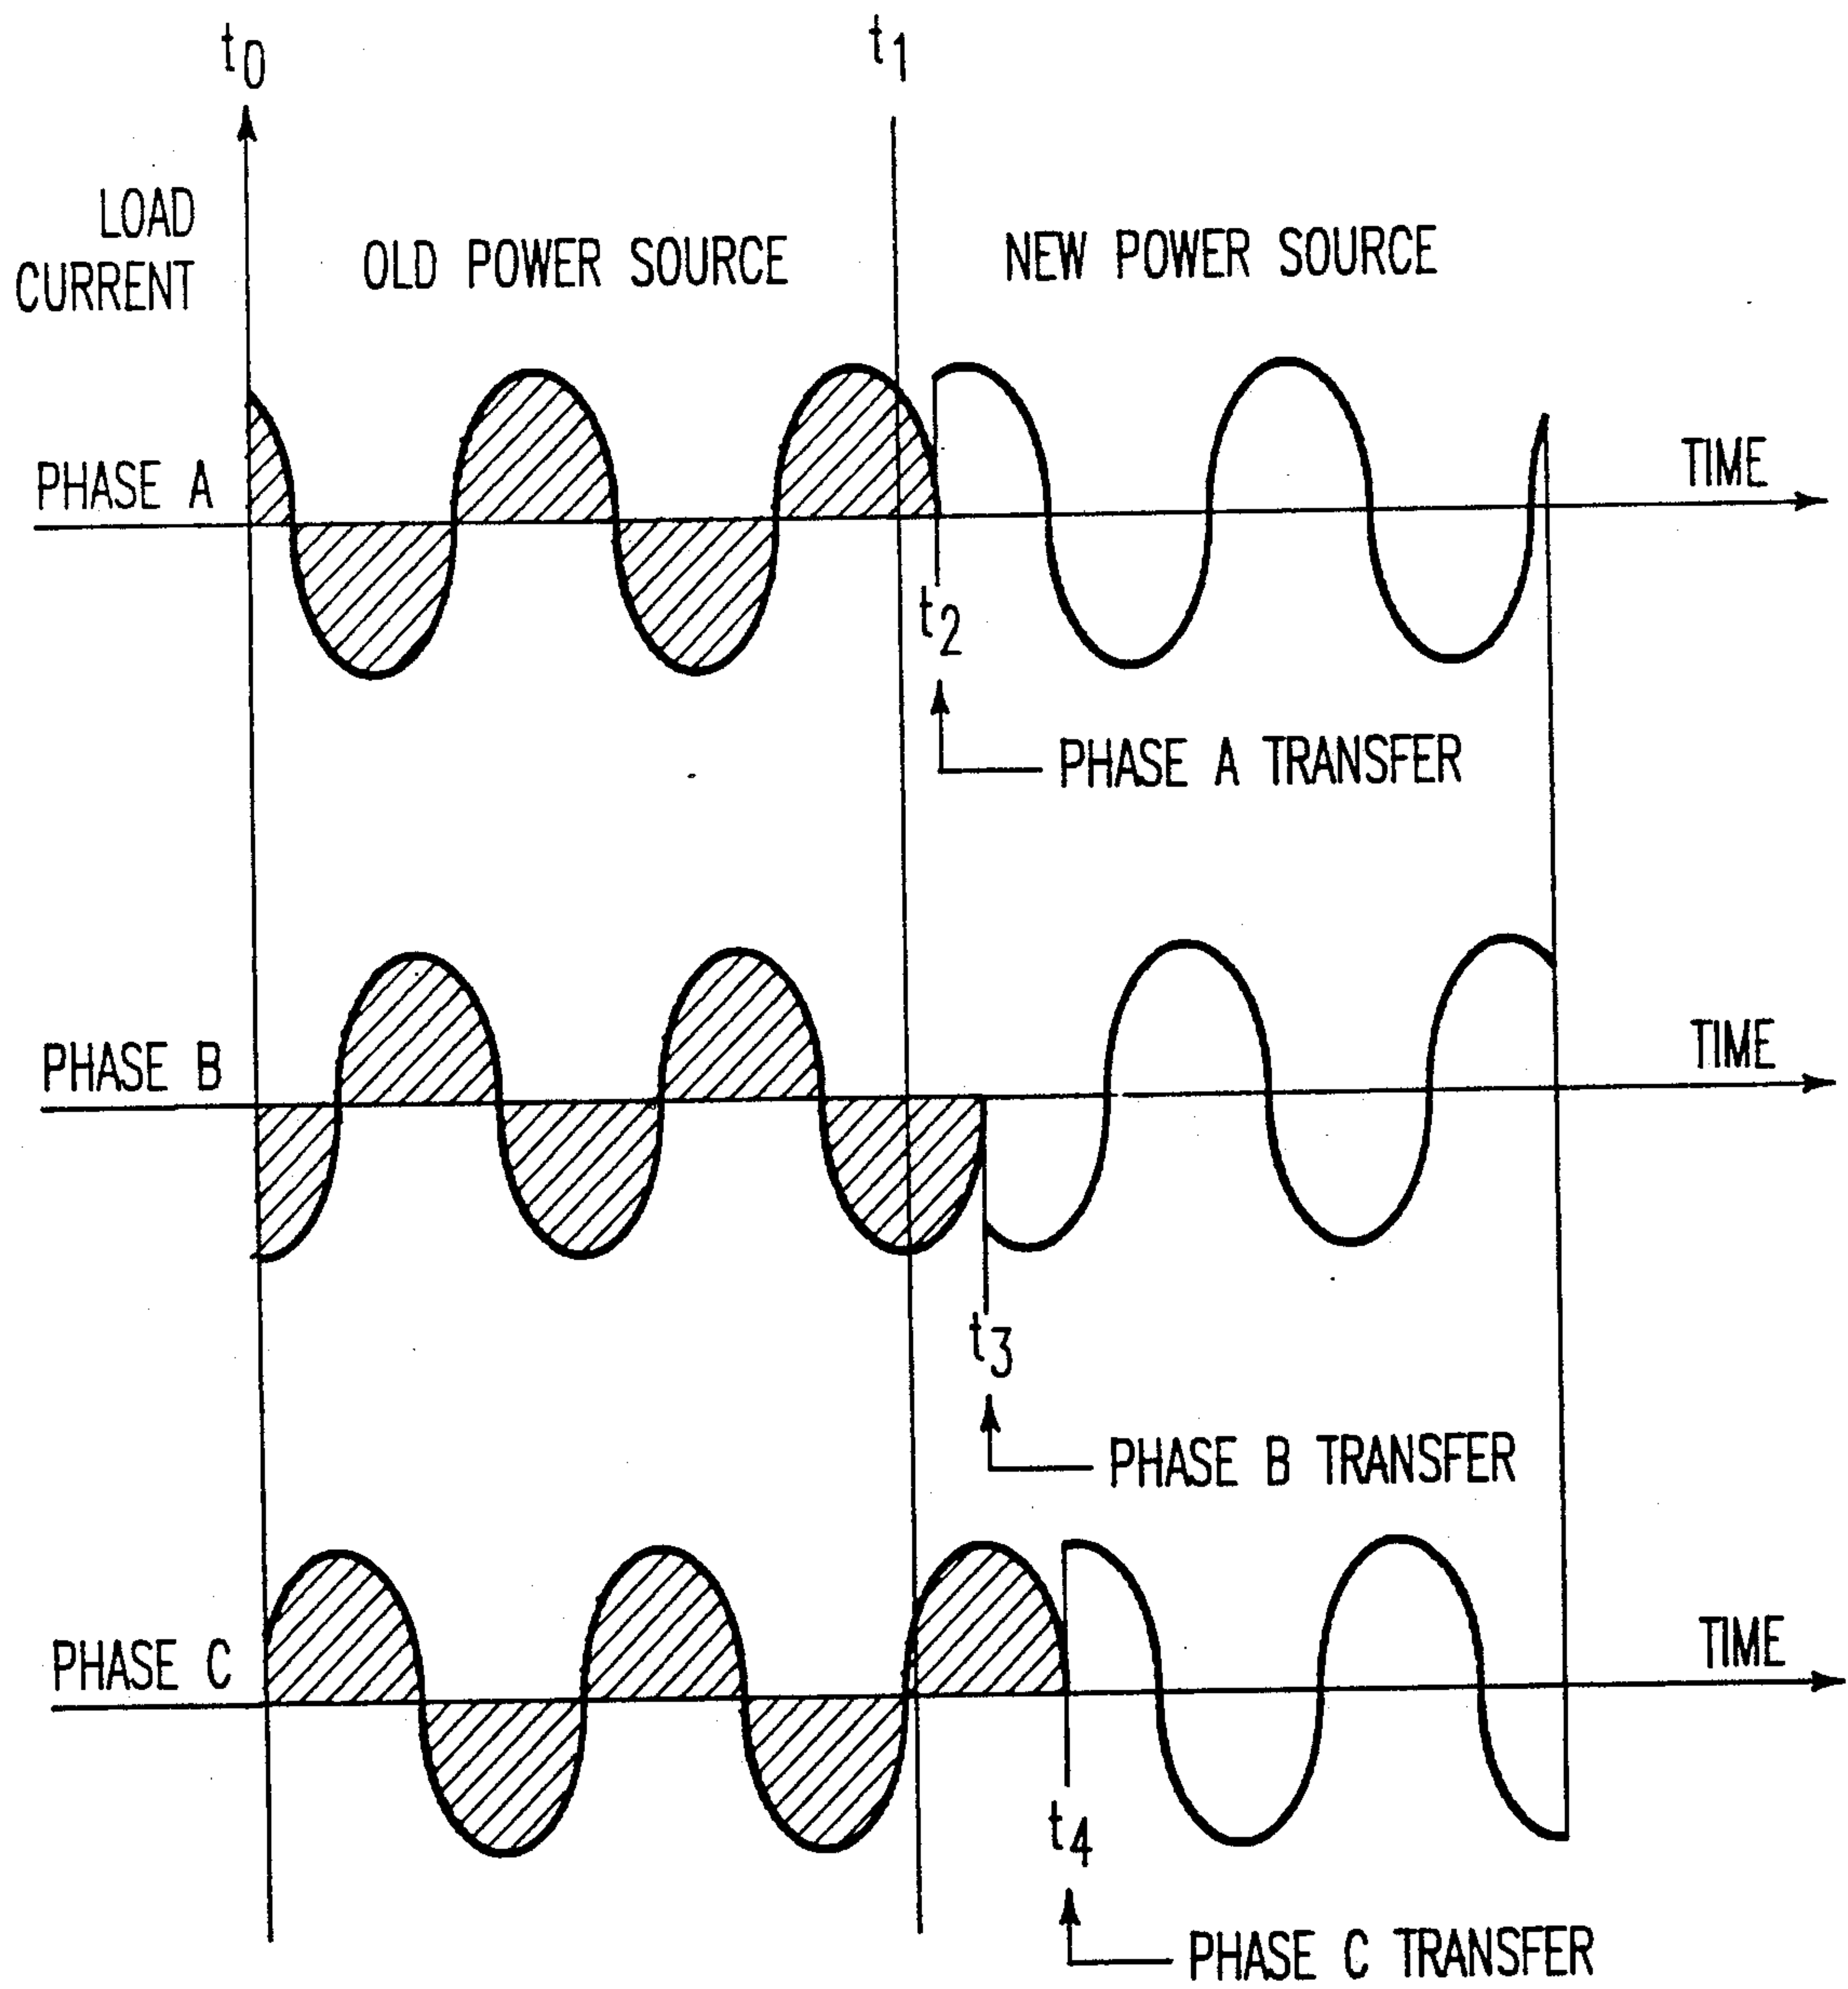 t0
t1
LOAD
CURRENT
OLD POWER SOURCE
NEW POWER SOURCE
PHASE A
TIME
t2
PHASE A TRANSFER
PHASE B
TIME
t3
PHASE B TRANSFER
PHASE C
TIME
t4
PHASE C TRANSFER